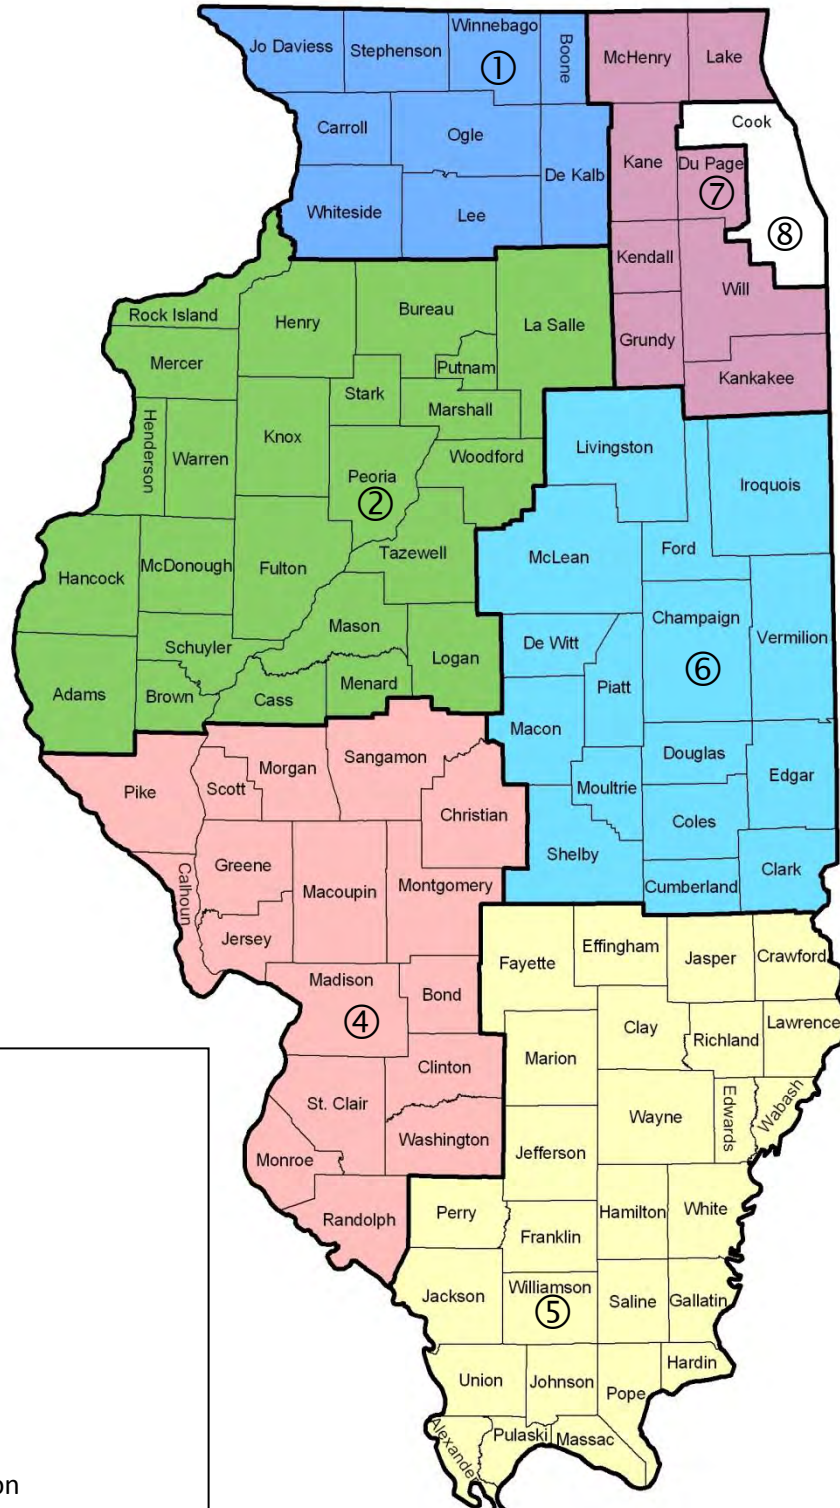 Winnebago
Jo Daviess
Stephenson
①
Boone
McHenry
Lake
Carroll
Ogle
De Kalb
Whiteside
Lee
Cook
Kane
Du Page
⑦
⑧
Kendall
Will
Grundy
Kankakee
Rock Island
Henry
Bureau
La Salle
Mercer
Putnam
Stark
Marshall
Henderson
Warren
Knox
Peoria
②
Woodford
Hancock
McDonough
Fulton
Tazewell
Mason
Schuyler
Logan
Adams
Brown
Cass
Menard
Livingston
Iroquois
McLean
Ford
Champaign
⑥
Vermilion
De Witt
Piatt
Macon
Douglas
Edgar
Moultrie
Coles
Shelby
Cumberland
Clark
Pike
Scott
Morgan
Sangamon
Christian
Calhoun
Greene
Macoupin
Montgomery
Jersey
Madison
④
Bond
Clinton
St. Clair
Washington
Monroe
Randolph
Fayette
Effingham
Jasper
Crawford
Clay
Richland
Lawrence
Marion
Wayne
Edwards
Wabash
Jefferson
Perry
Franklin
Hamilton
White
Jackson
Williamson
⑤
Saline
Gallatin
Union
Johnson
Pope
Hardin
Alexander
Pulaski
Massac
on